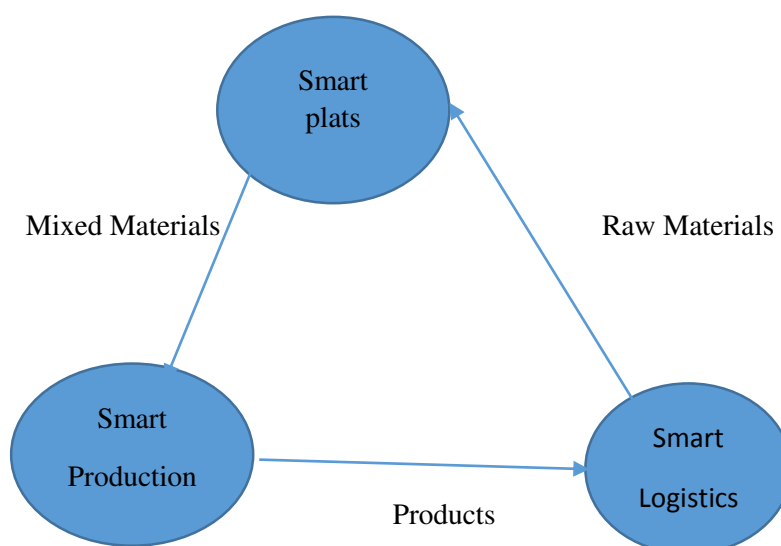 Smart
plats
Mixed Materials
Raw Materials
Smart
Production
Smart
Logistics
Products